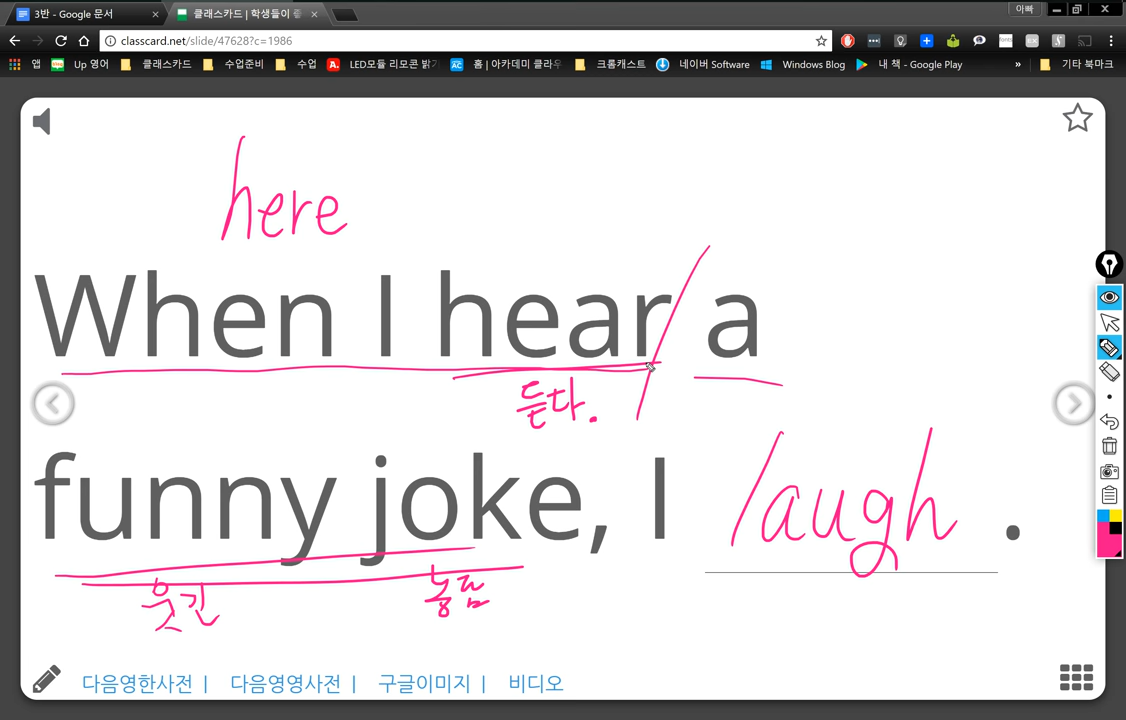 3반 - Google 문서
클래스카드 | 학생들이 좋
아빠
classcard.net/slide/47628?c=1986
앱 Up 영어 클래스카드 수업준비 수업 LED모듈 리모콘 밝기 홈 | 아카데미 클라우 크롬캐스트 네이버 Software Windows Blog 내 책 - Google Play » 기타 북마크
here
When I hear / a
듣다.
funny joke, I laugh .
웃긴 농담
다음영한사전 | 다음영영사전 | 구글이미지 | 비디오